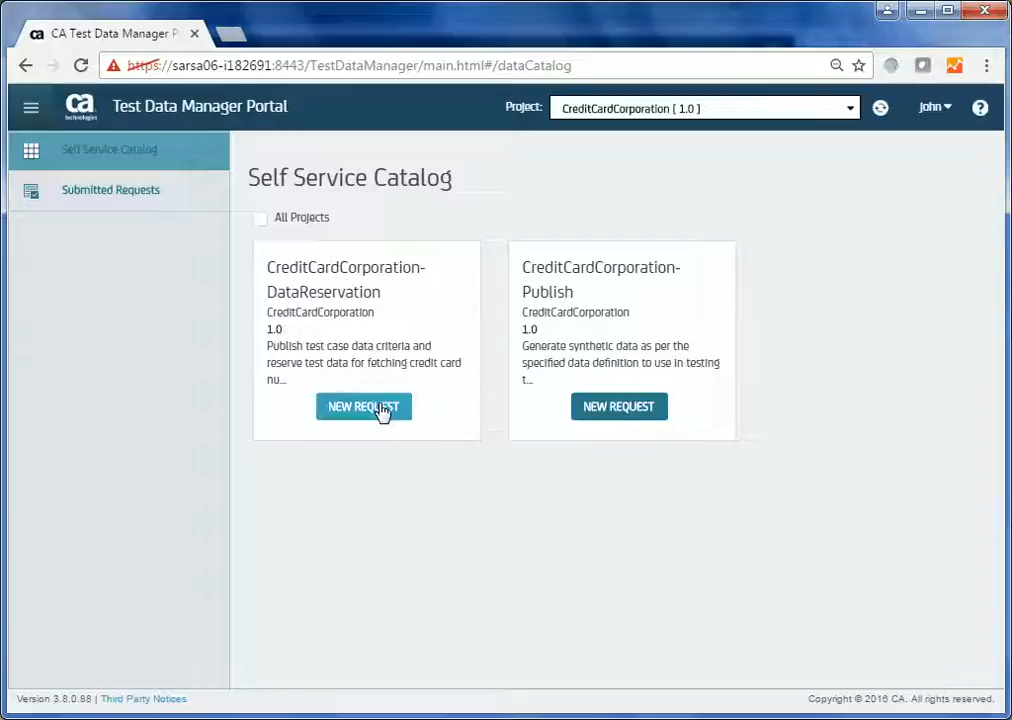 ca CA Test Data Manager P
https://sarsa06-i182691:8443/TestDataManager/main.html#/dataCatalog
ca technologies Test Data Manager Portal Project: CreditCardCorporation [ 1.0 ] John ?
Self Service Catalog
Submitted Requests
Self Service Catalog
All Projects
CreditCardCorporation-
DataReservation
CreditCardCorporation
1.0
Publish test case data criteria and
reserve test data for fetching credit card
nu...
NEW REQUEST
CreditCardCorporation-
Publish
CreditCardCorporation
1.0
Generate synthetic data as per the
specified data definition to use in testing
t...
NEW REQUEST
Version 3.8.0.88 | Third Party Notices
Copyright © 2016 CA. All rights reserved.